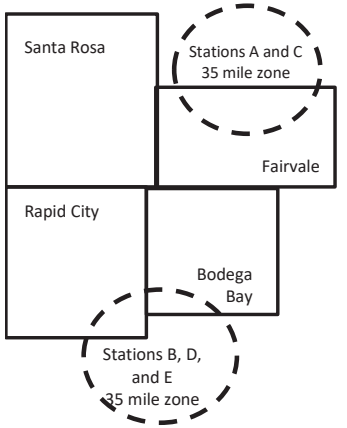 Santa Rosa
Stations A and C
35 mile zone
Fairvale
Rapid City
Bodega
Bay
Stations B, D,
and E
35 mile zone